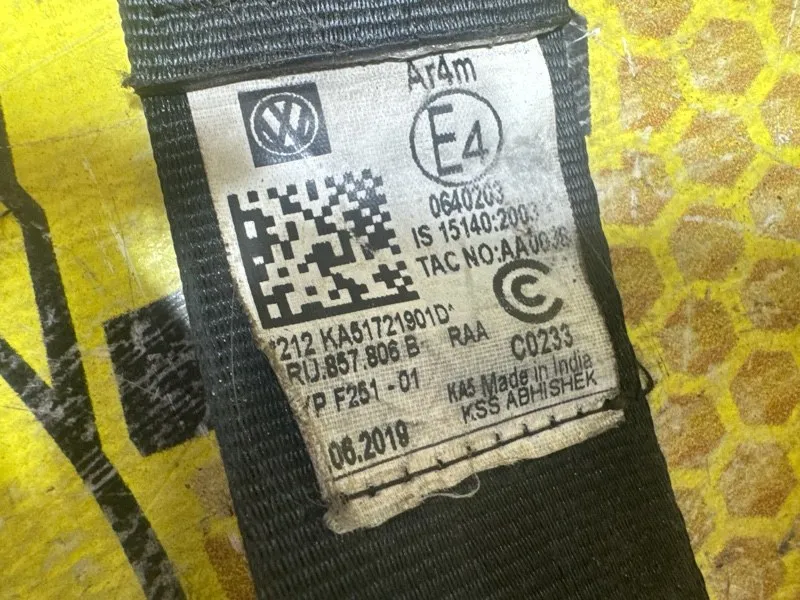 Ar4m
E4
0640203
IS 15140:2003
TAC NO:
*212 KA51721901D*
RU.857.806 B RAA
C0233
YP F251 -01
KA5 Made in India
KSS ABHISHEK
06.2019